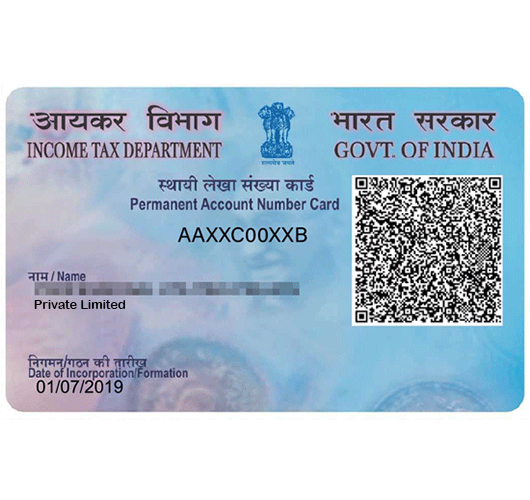 आयकर विभाग
INCOME TAX DEPARTMENT
भारत सरकार
GOVT. OF INDIA
सत्यमेव जयते
स्थायी लेखा संख्या कार्ड
Permanent Account Number Card
AAXXC00XXB
नाम / Name
Private Limited
निगमन/गठन की तारीख
Date of Incorporation/Formation
01/07/2019